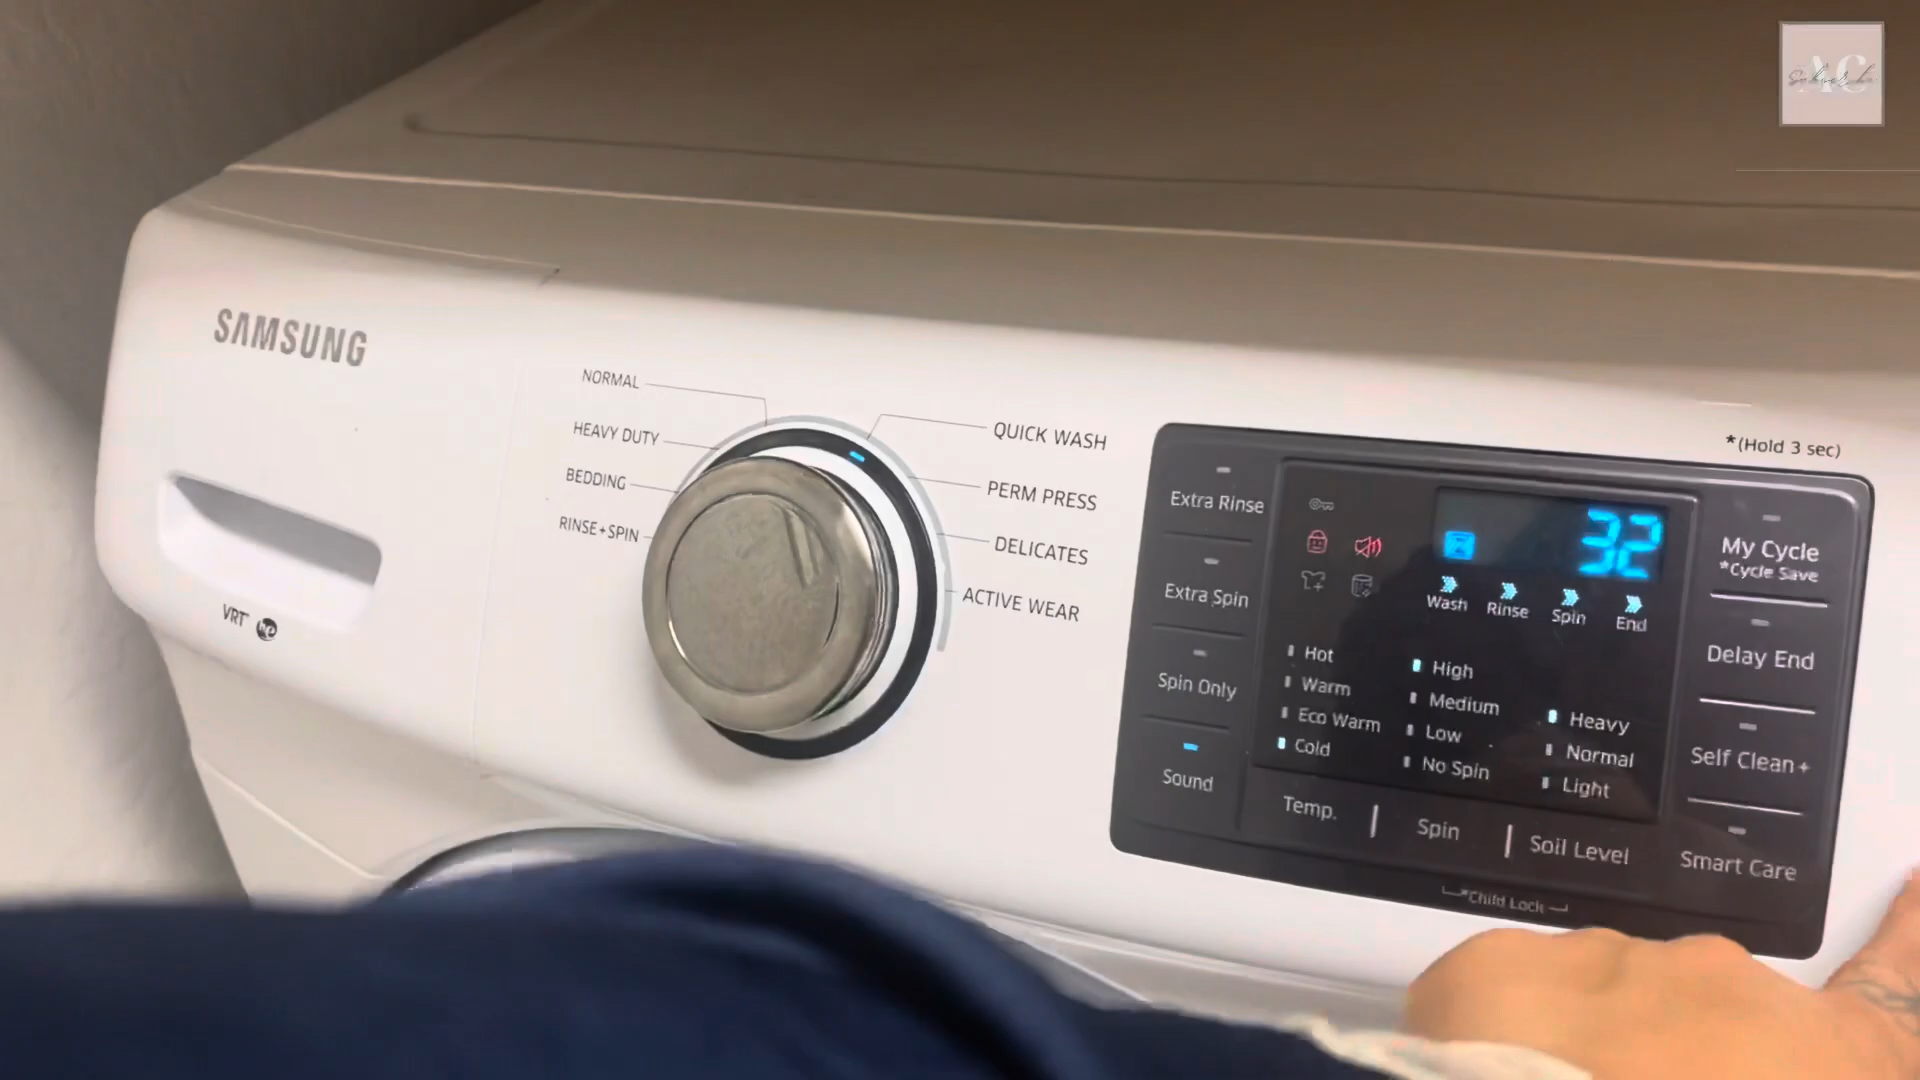 AC
SAMSUNG
VRT
NORMAL
HEAVY DUTY
BEDDING
RINSE+SPIN
QUICK WASH
PERM PRESS
DELICATES
ACTIVE WEAR
*(Hold 3 sec)
Extra Rinse
Extra Spin
Spin Only
Sound
32
Wash Rinse Spin End
Hot
Warm
Eco Warm
Cold
High
Medium
Low
No Spin
Heavy
Normal
Light
Temp. | Spin | Soil Level
*Child Lock
My Cycle
*Cycle Save
Delay End
Self Clean+
Smart Care